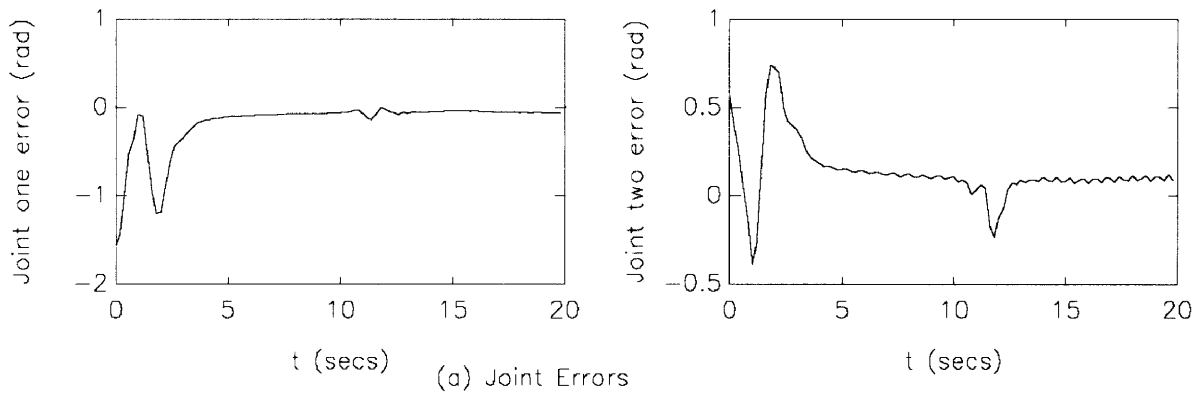 Joint one error (rad)
1
0
−1
−2
0 5 10 15 20
t (secs)
Joint two error (rad)
1
0.5
0
−0.5
0 5 10 15 20
t (secs)
(a) Joint Errors